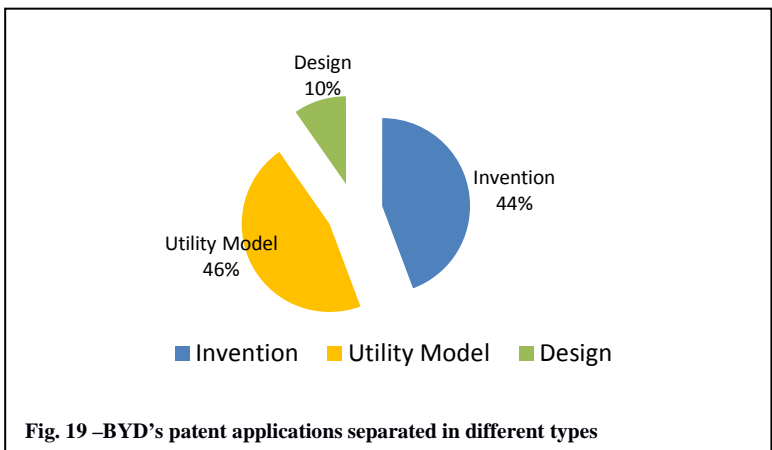 Design
10%
Invention
44%
Utility Model
46%
Invention Utility Model Design
Fig. 19 –BYD's patent applications separated in different types